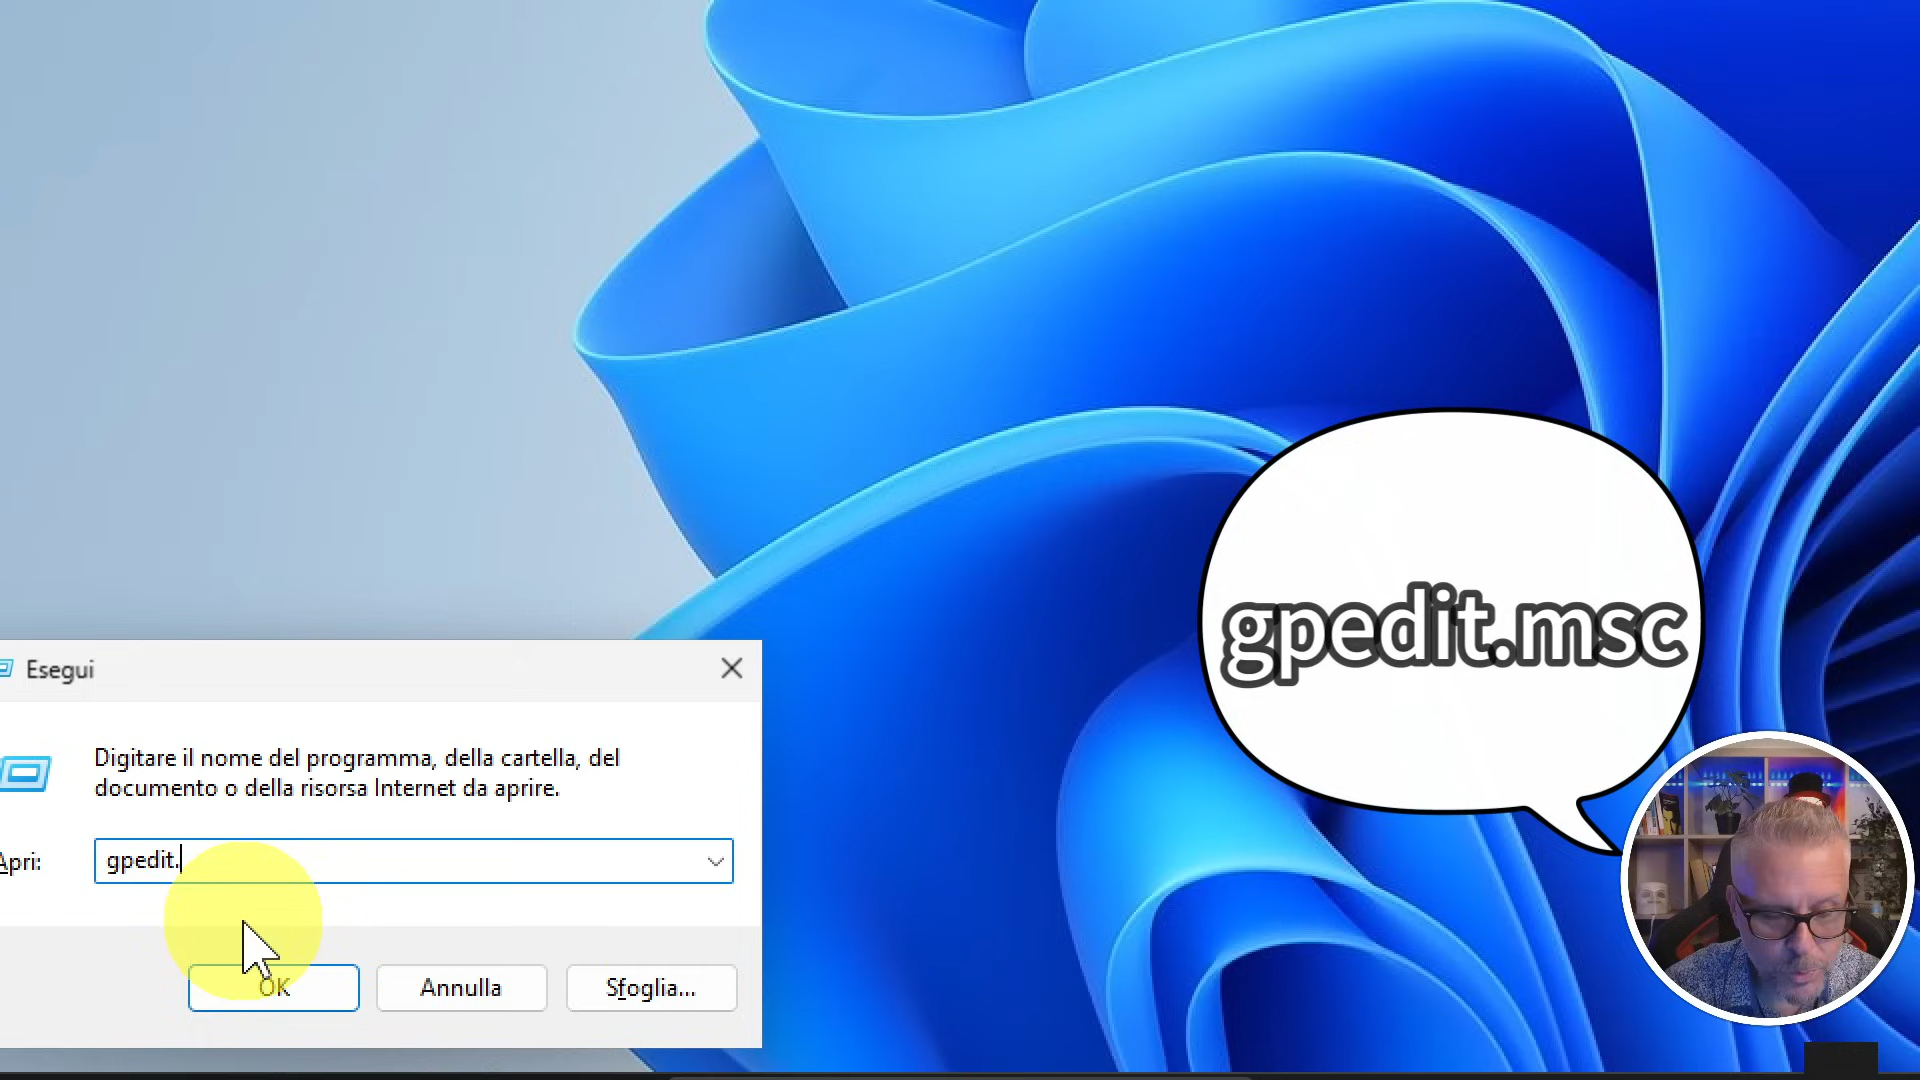 gpedit.msc
Esegui
Digitare il nome del programma, della cartella, del
documento o della risorsa Internet da aprire.
Apri:
gpedit.
OK
Annulla
Sfoglia...